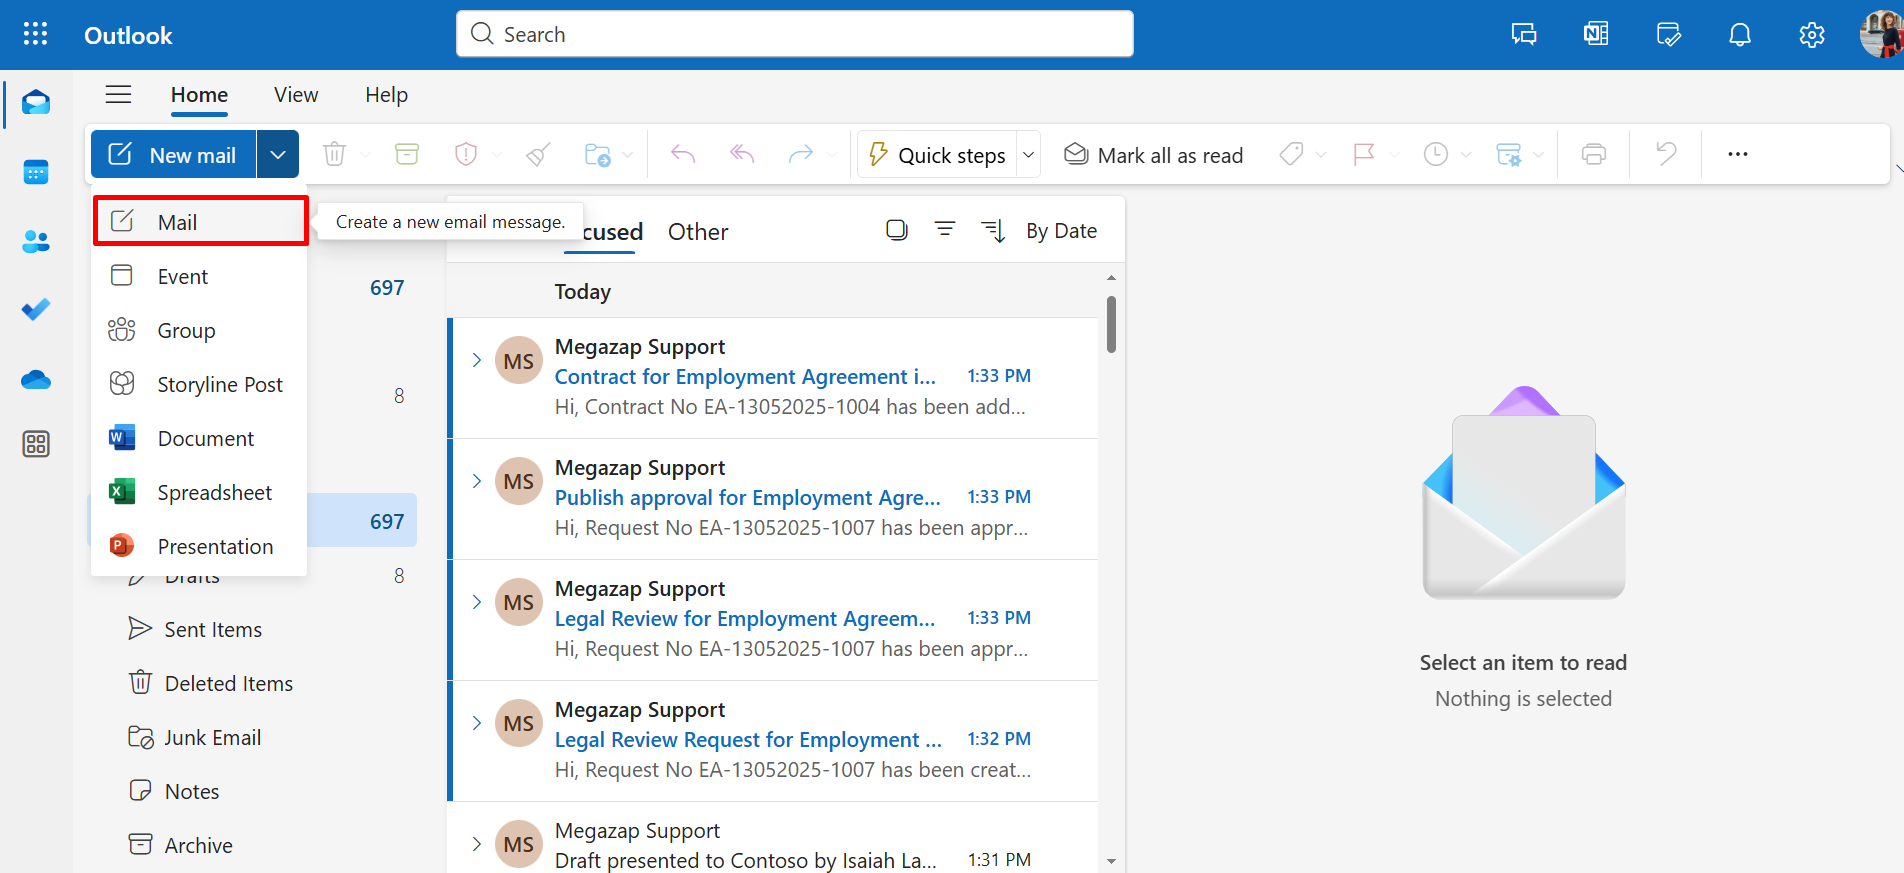 Outlook
Search
Home View Help
New mail Quick steps Mark all as read
Mail
Create a new email message.
Event
Group
Storyline Post
Document
Spreadsheet
Presentation
697
8
697
Drafts 8
Sent Items
Deleted Items
Junk Email
Notes
Archive
cused Other By Date
Today
MS
Megazap Support
Contract for Employment Agreement i... 1:33 PM
Hi, Contract No EA-13052025-1004 has been add...
MS
Megazap Support
Publish approval for Employment Agre... 1:33 PM
Hi, Request No EA-13052025-1007 has been appr...
MS
Megazap Support
Legal Review for Employment Agreem... 1:33 PM
Hi, Request No EA-13052025-1007 has been appr...
MS
Megazap Support
Legal Review Request for Employment ... 1:32 PM
Hi, Request No EA-13052025-1007 has been creat...
MS
Megazap Support
Draft presented to Contoso by Isaiah La... 1:31 PM
Select an item to read
Nothing is selected